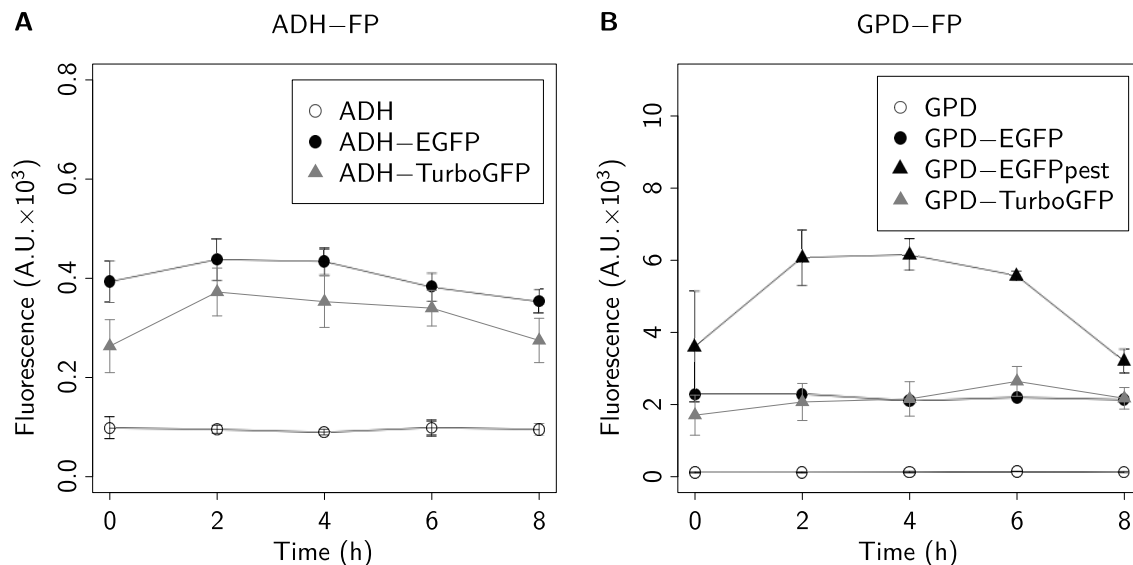 A
ADH−FP
Fluorescence (A.U.×10³)
0.8
0.6
0.4
0.2
0.0
ADH
ADH−EGFP
ADH−TurboGFP
0 2 4 6 8
Time (h)
B
GPD−FP
Fluorescence (A.U.×10³)
10
8
6
4
2
0
GPD
GPD−EGFP
GPD−EGFPpest
GPD−TurboGFP
0 2 4 6 8
Time (h)